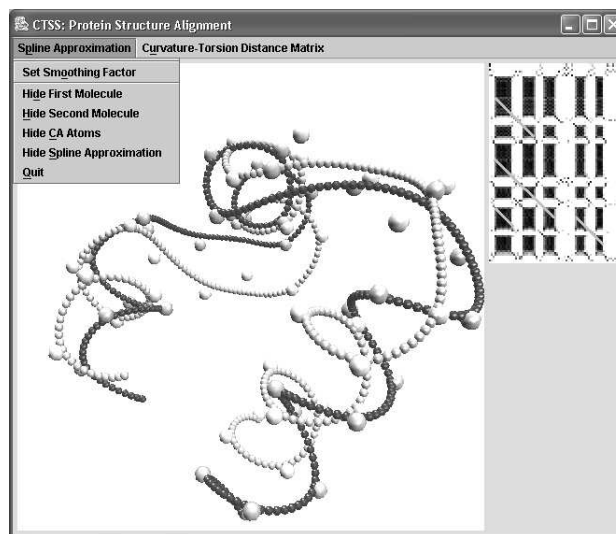 CTSS: Protein Structure Alignment
Spline Approximation Curvature-Torsion Distance Matrix
Set Smoothing Factor
Hide First Molecule
Hide Second Molecule
Hide CA Atoms
Hide Spline Approximation
Quit